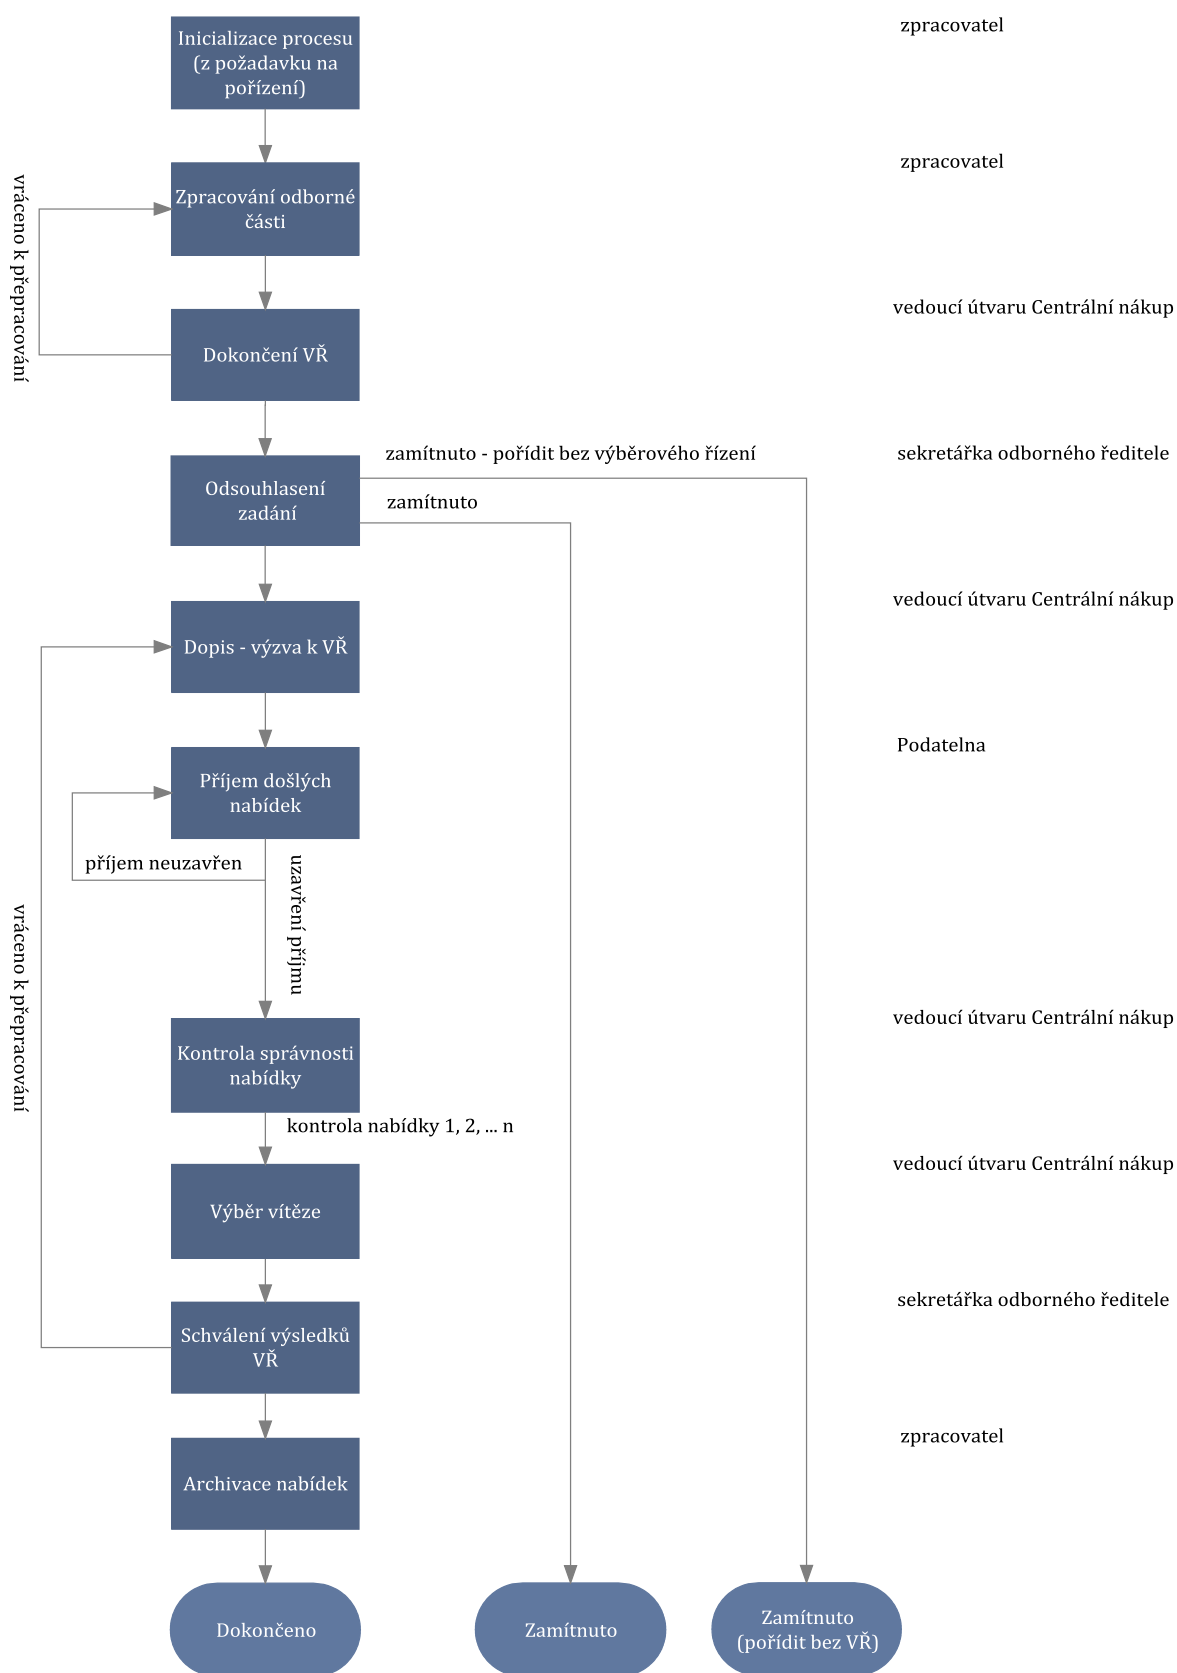 Inicializace procesu
(z požadavku na
pořízení)
zpracovatel
Zpracování odborné
části
zpracovatel
vráceno k přepracování
Dokončení VŘ
vedoucí útvaru Centrální nákup
Odsouhlasení
zadání
zamítnuto - pořídit bez výběrového řízení
zamítnuto
sekretářka odborného ředitele
Dopis - výzva k VŘ
vedoucí útvaru Centrální nákup
Příjem došlých
nabídek
Podatelna
příjem neuzavřen
uzavření příjmu
vráceno k přepracování
Kontrola správnosti
nabídky
vedoucí útvaru Centrální nákup
kontrola nabídky 1, 2, ... n
Výběr vítěze
vedoucí útvaru Centrální nákup
Schválení výsledků
VŘ
sekretářka odborného ředitele
Archivace nabídek
zpracovatel
Dokončeno
Zamítnuto
Zamítnuto
(pořídit bez VŘ)